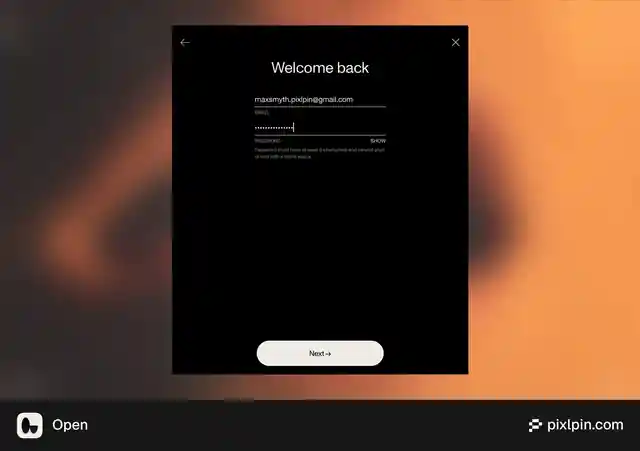 Welcome back
maxsmyth.pixlpin@gmail.com
EMAIL
PASSWORD SHOW
Next→
Open
pixlpin.com